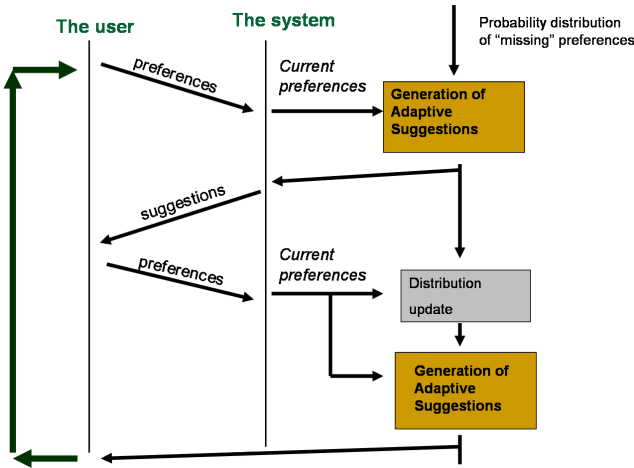 The user
The system
Probability distribution
of “missing” preferences
preferences
Current
preferences
Generation of
Adaptive
Suggestions
suggestions
preferences
Current
preferences
Distribution
update
Generation of
Adaptive
Suggestions